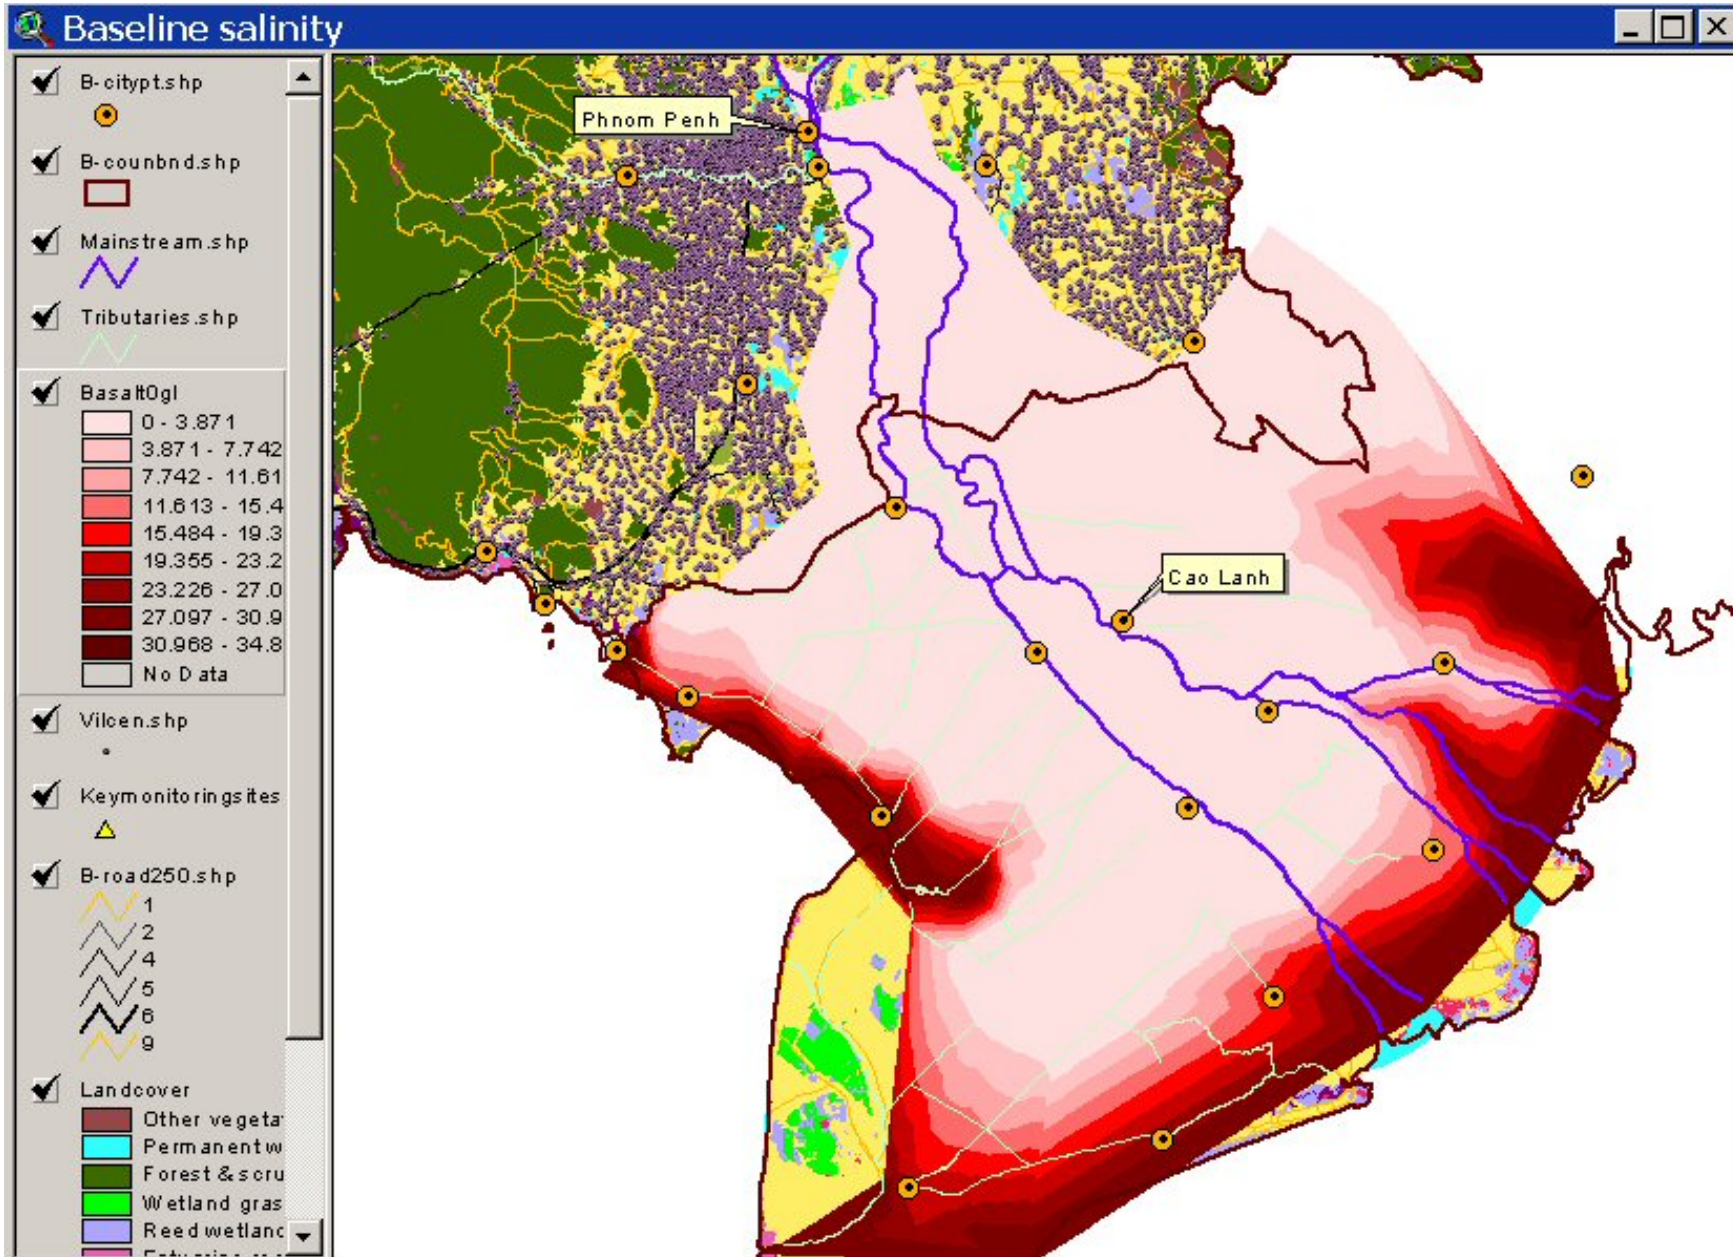 Baseline salinity
B-citypt.shp
B-counbnd.shp
Mainstream.shp
Tributaries.shp
Basalt0gl
0 - 3.871
3.871 - 7.742
7.742 - 11.61
11.613 - 15.4
15.484 - 19.3
19.355 - 23.2
23.226 - 27.0
27.097 - 30.9
30.968 - 34.8
No Data
Vilcen.shp
Keymonitoringsites
B-road250.shp
1
2
4
5
6
9
Landcover
Other vegeta
Permanent w
Forest & scru
Wetland gras
Reed wetland
Phnom Penh
Cao Lanh